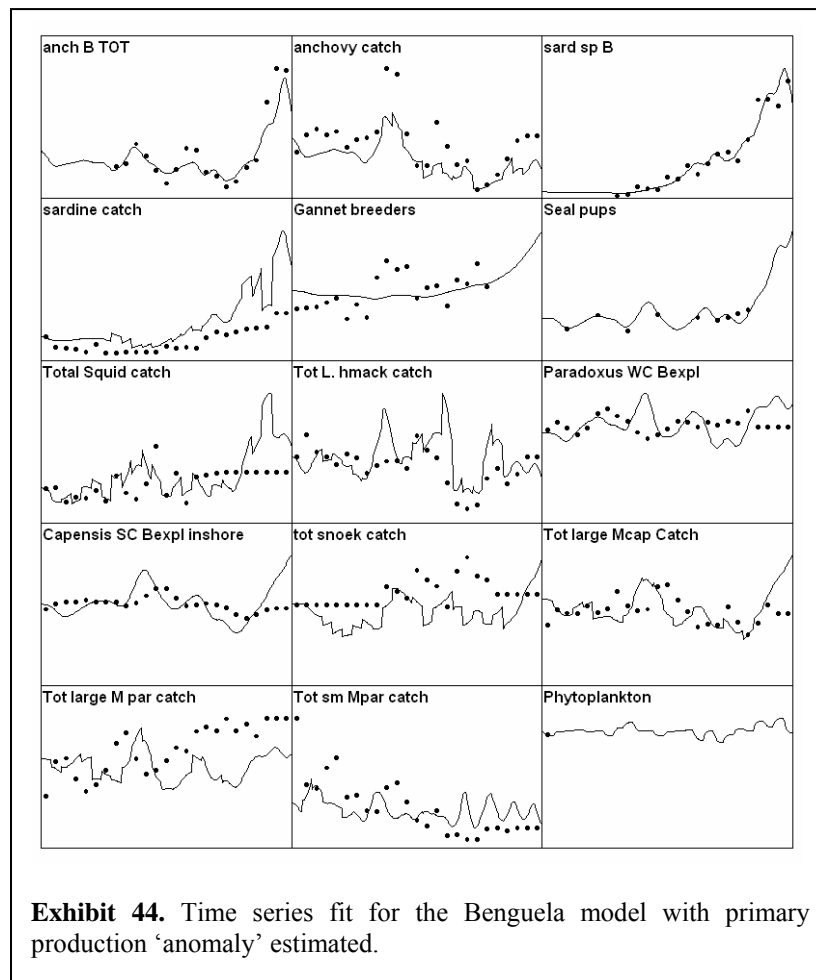 anch B TOT
anchovy catch
sard sp B
sardine catch
Gannet breeders
Seal pups
Total Squid catch
Tot L. hmack catch
Paradoxus WC Bexpl
Capensis SC Bexpl inshore
tot snoek catch
Tot large Mcap Catch
Tot large M par catch
Tot sm Mpar catch
Phytoplankton
Exhibit 44. Time series fit for the Benguela model with primary
production ‘anomaly’ estimated.